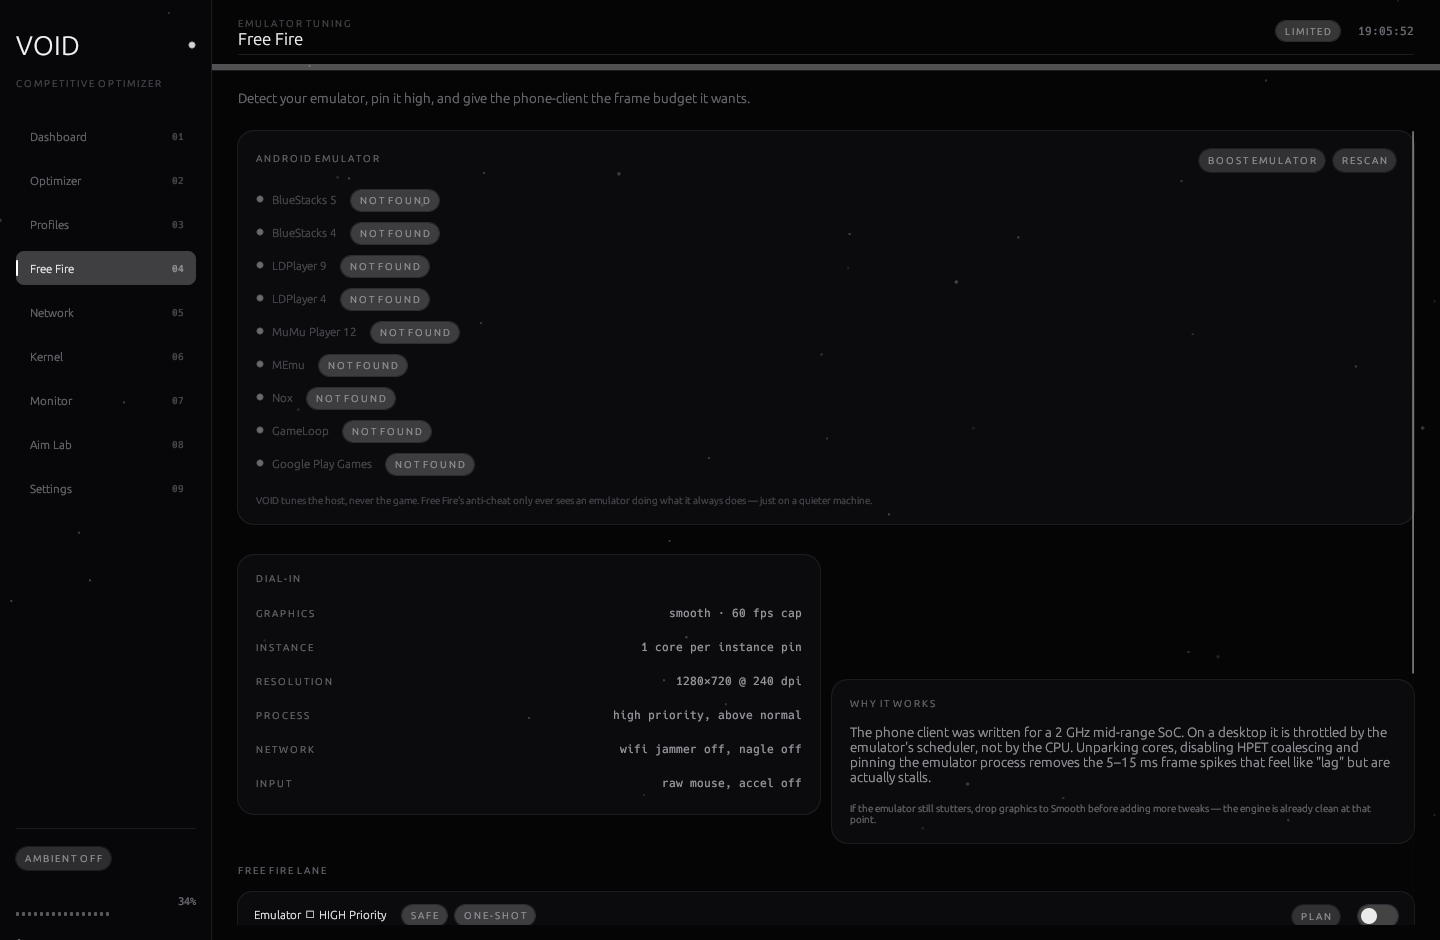 VOID
COMPETITIVE OPTIMIZER
Dashboard 01
Optimizer 02
Profiles 03
Free Fire 04
Network 05
Kernel 06
Monitor 07
Aim Lab 08
Settings 09
AMBIENT OFF
34%
EMULATOR TUNING
Free Fire
LIMITED 19:05:52
Detect your emulator, pin it high, and give the phone-client the frame budget it wants.
ANDROID EMULATOR
BOOST EMULATOR RESCAN
BlueStacks 5 NOT FOUND
BlueStacks 4 NOT FOUND
LDPlayer 9 NOT FOUND
LDPlayer 4 NOT FOUND
MuMu Player 12 NOT FOUND
MEmu NOT FOUND
Nox NOT FOUND
GameLoop NOT FOUND
Google Play Games NOT FOUND
VOID tunes the host, never the game. Free Fire's anti-cheat only ever sees an emulator doing what it always does — just on a quieter machine.
DIAL-IN
GRAPHICS smooth · 60 fps cap
INSTANCE 1 core per instance pin
RESOLUTION 1280×720 @ 240 dpi
PROCESS high priority, above normal
NETWORK wifi jammer off, nagle off
INPUT raw mouse, accel off
WHY IT WORKS
The phone client was written for a 2 GHz mid-range SoC. On a desktop it is throttled by the
emulator's scheduler, not by the CPU. Unparking cores, disabling HPET coalescing and
pinning the emulator process removes the 5–15 ms frame spikes that feel like "lag" but are
actually stalls.
If the emulator still stutters, drop graphics to Smooth before adding more tweaks — the engine is already clean at that
point.
FREE FIRE LANE
Emulator □ HIGH Priority SAFE ONE-SHOT PLAN